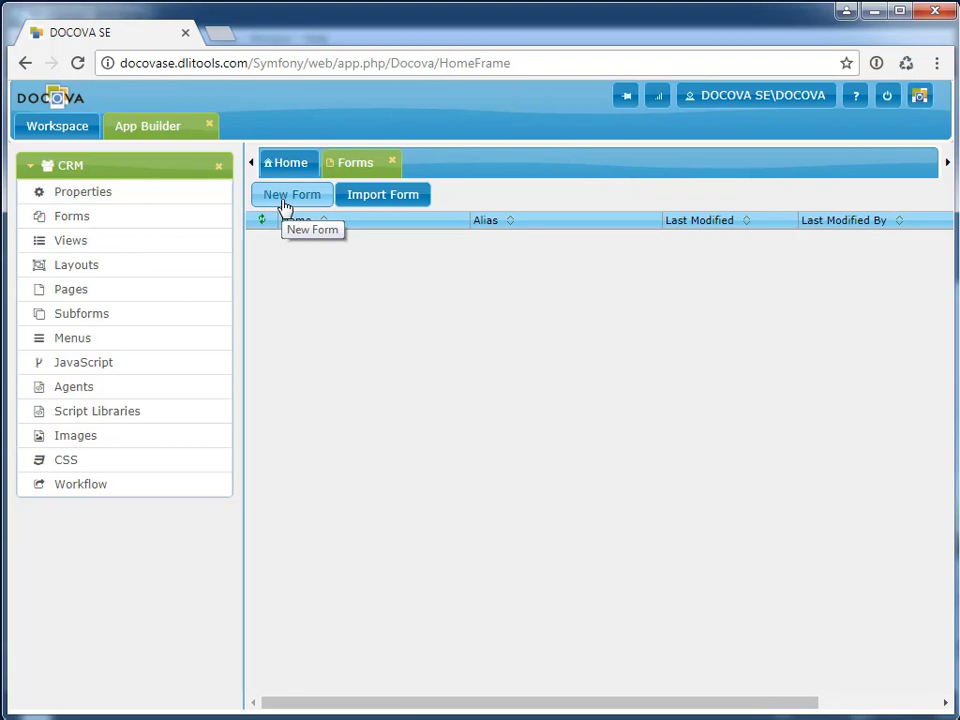 DOCOVA SE
docovase.dlitools.com/Symfony/web/app.php/Docova/HomeFrame
DOCOVA
DOCOVA SE\DOCOVA
?
Workspace
App Builder
CRM
Home
Forms
Properties
New Form
Import Form
Forms
Alias
Last Modified
Last Modified By
New Form
Views
Layouts
Pages
Subforms
Menus
JavaScript
Agents
Script Libraries
Images
CSS
Workflow